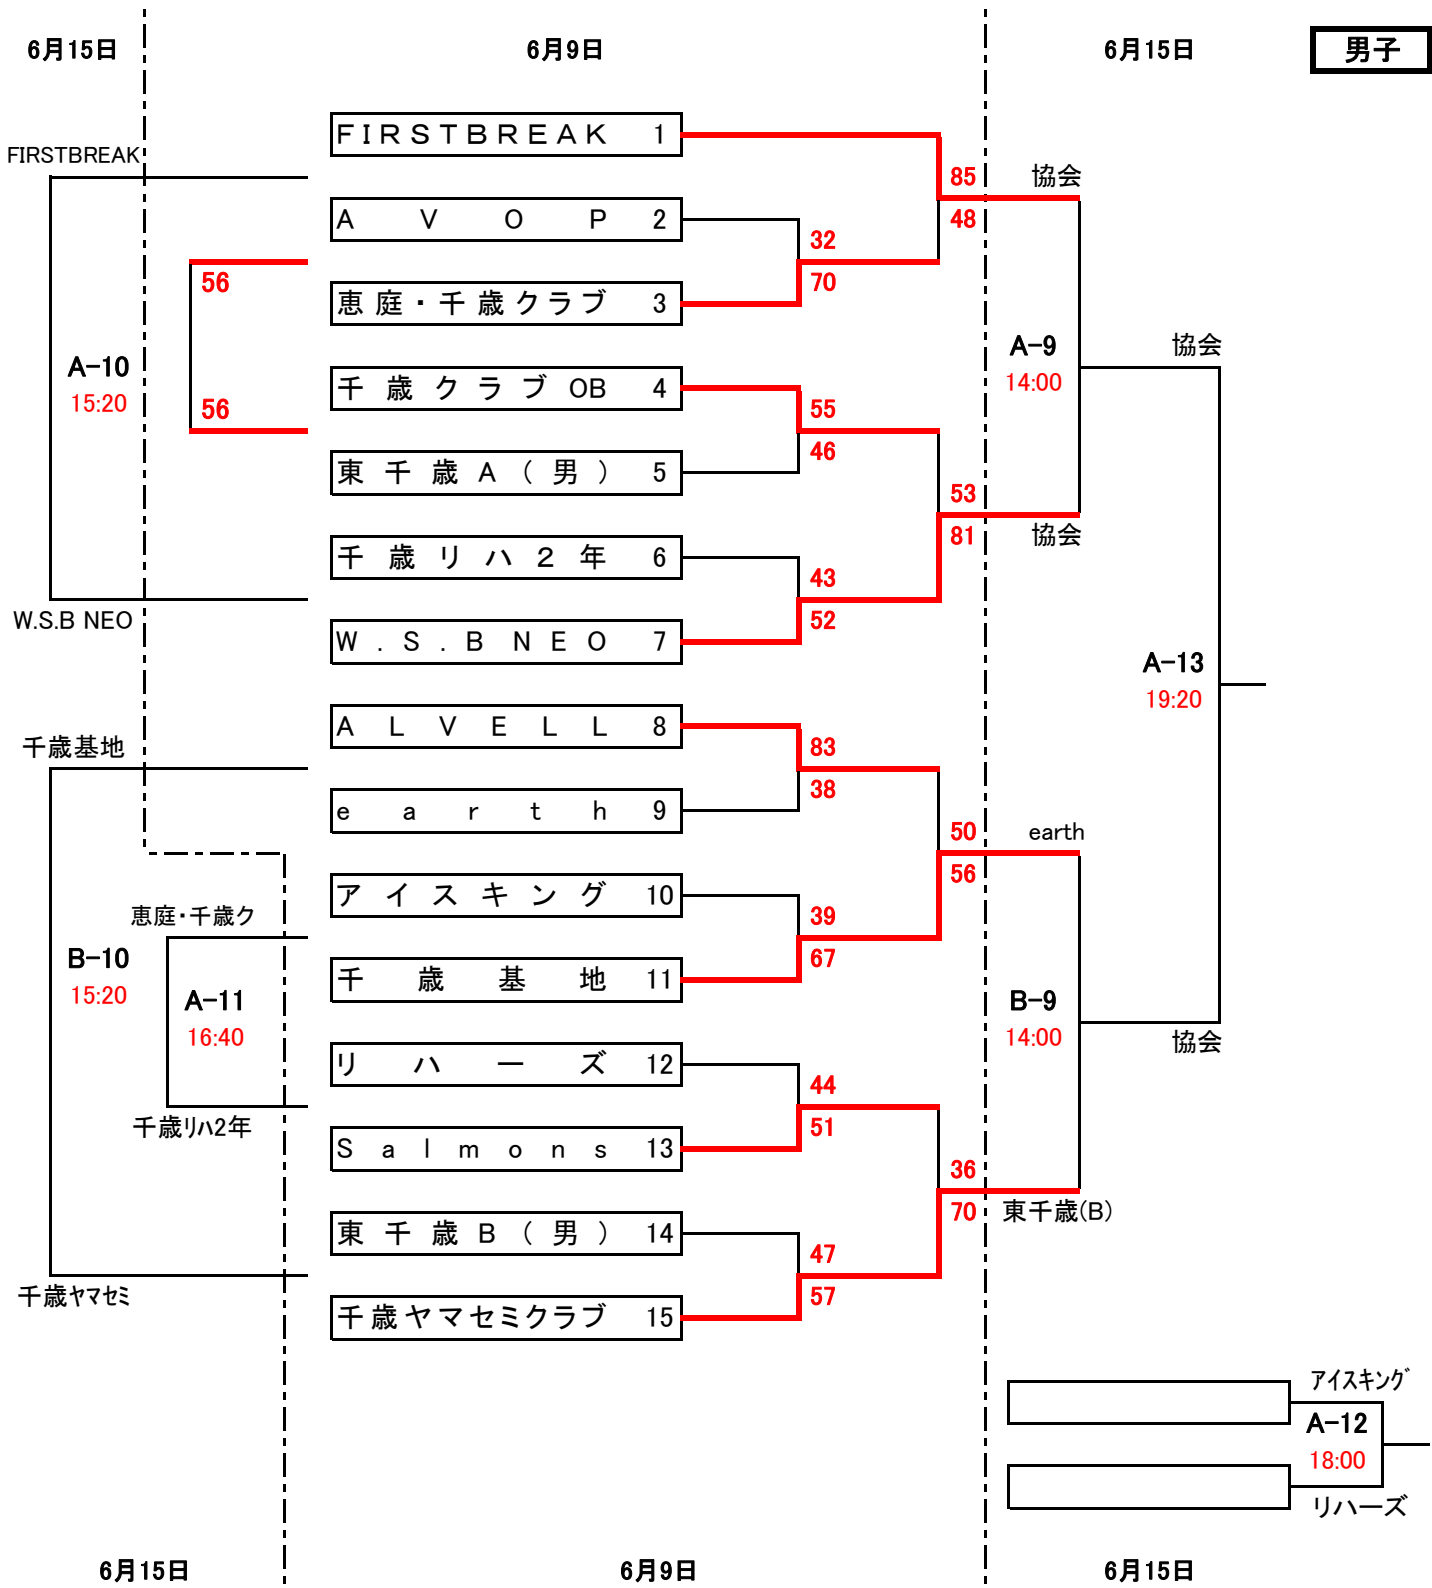 6月15日 6月9日 6月15日 男子
FIRSTBREAK 1
FIRSTBREAK
85 協会
AVOP 2
48
32
56
70
恵庭・千歳クラブ 3
A-10
15:20
A-9
14:00
協会
千歳クラブOB 4
56
55
46
東千歳A(男) 5
53
81 協会
千歳リハ2年 6
43
52
W.S.B NEO
W.S.BNEO 7
A-13
19:20
ALVELL 8
千歳基地
83
38
earth 9
50 earth
56
アイスキング 10
恵庭・千歳ク
39
67
B-10
15:20
千歳基地 11
A-11
16:40
B-9
14:00
協会
リハーズ 12
44
51
千歳リハ2年
Salmons 13
36
70 東千歳(B)
東千歳B(男) 14
47
57
千歳ヤマセミ
千歳ヤマセミクラブ 15
アイスキング
A-12
18:00
リハーズ
6月15日 6月9日 6月15日